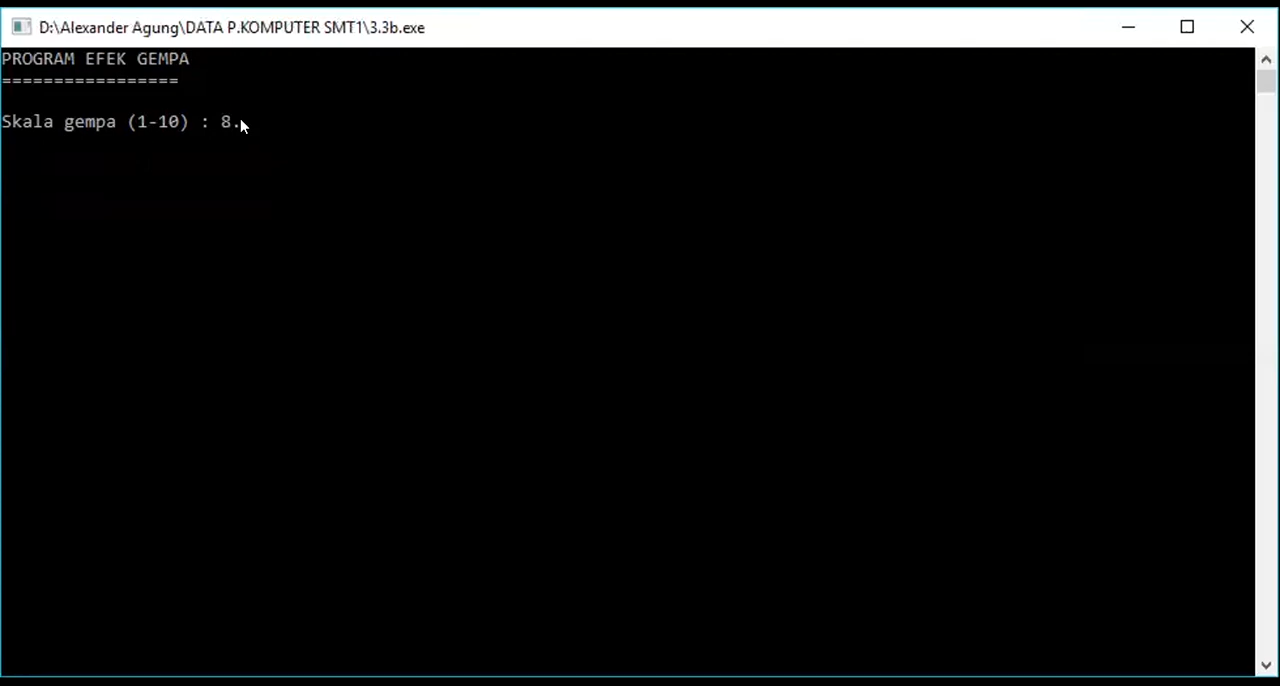 D:\Alexander Agung\DATA P.KOMPUTER SMT1\3.3b.exe
PROGRAM EFEK GEMPA
=================
Skala gempa (1-10) : 8.